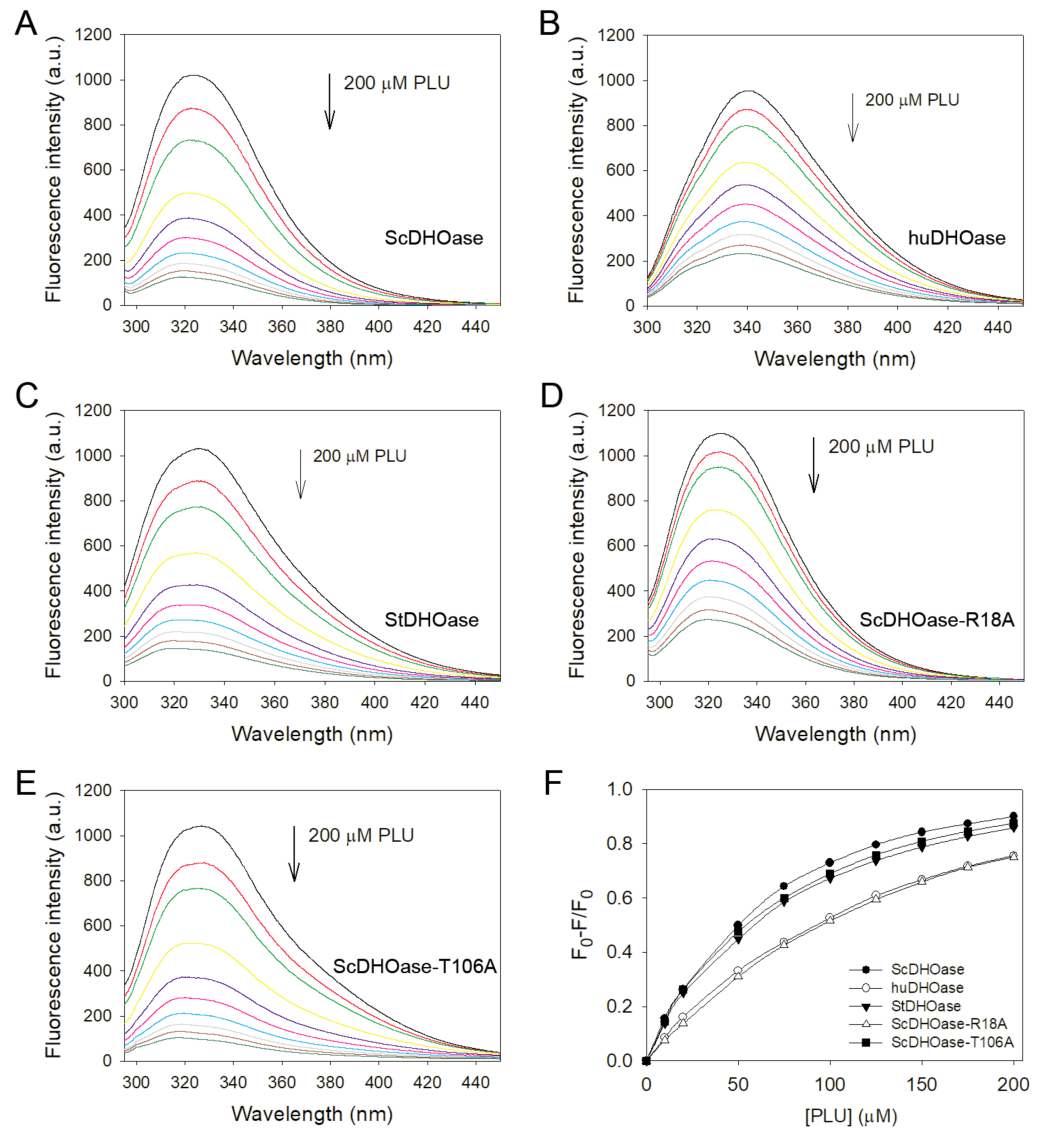 A
Fluorescence intensity (a.u.)
1200
1000
800
600
400
200
0
200 μM PLU
ScDHOase
300 320 340 360 380 400 420 440
Wavelength (nm)
B
Fluorescence intensity (a.u.)
1200
1000
800
600
400
200
0
200 μM PLU
huDHOase
300 320 340 360 380 400 420 440
Wavelength (nm)
C
Fluorescence intensity (a.u.)
1200
1000
800
600
400
200
0
200 μM PLU
StDHOase
300 320 340 360 380 400 420 440
Wavelength (nm)
D
Fluorescence intensity (a.u.)
1200
1000
800
600
400
200
0
200 μM PLU
ScDHOase-R18A
300 320 340 360 380 400 420 440
Wavelength (nm)
E
Fluorescence intensity (a.u.)
1200
1000
800
600
400
200
0
200 μM PLU
ScDHOase-T106A
300 320 340 360 380 400 420 440
Wavelength (nm)
F
F0-F/F0
1.0
0.8
0.6
0.4
0.2
0.0
ScDHOase
huDHOase
StDHOase
ScDHOase-R18A
ScDHOase-T106A
0 50 100 150 200
[PLU] (μM)